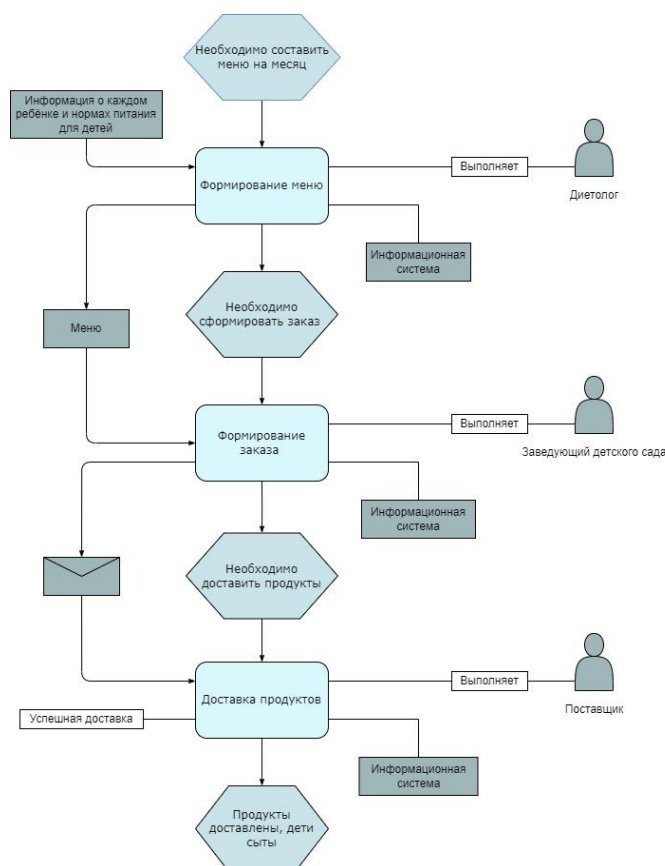 Необходимо составить
меню на месяц
Информация о каждом
ребёнке и нормах питания
для детей
Формирование меню
Выполняет
Диетолог
Информационная
система
Необходимо
сформировать заказ
Меню
Формирование
заказа
Выполняет
Заведующий детского сада
Информационная
система
Необходимо
доставить продукты
Доставка продуктов
Выполняет
Поставщик
Успешная доставка
Информационная
система
Продукты
доставлены, дети
сыты